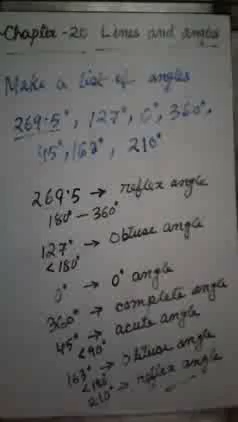 Chapter-20 Lines and angles
Make a list of angles
269.5°, 127°, 0°, 360°,
45°, 163°, 210°
269.5 → reflex angle
180° - 360°
127° → obtuse angle
<180°
0° → 0° angle
360° → complete angle
45° → acute angle
<90°
163° → obtuse angle
<180°
210° → reflex angle